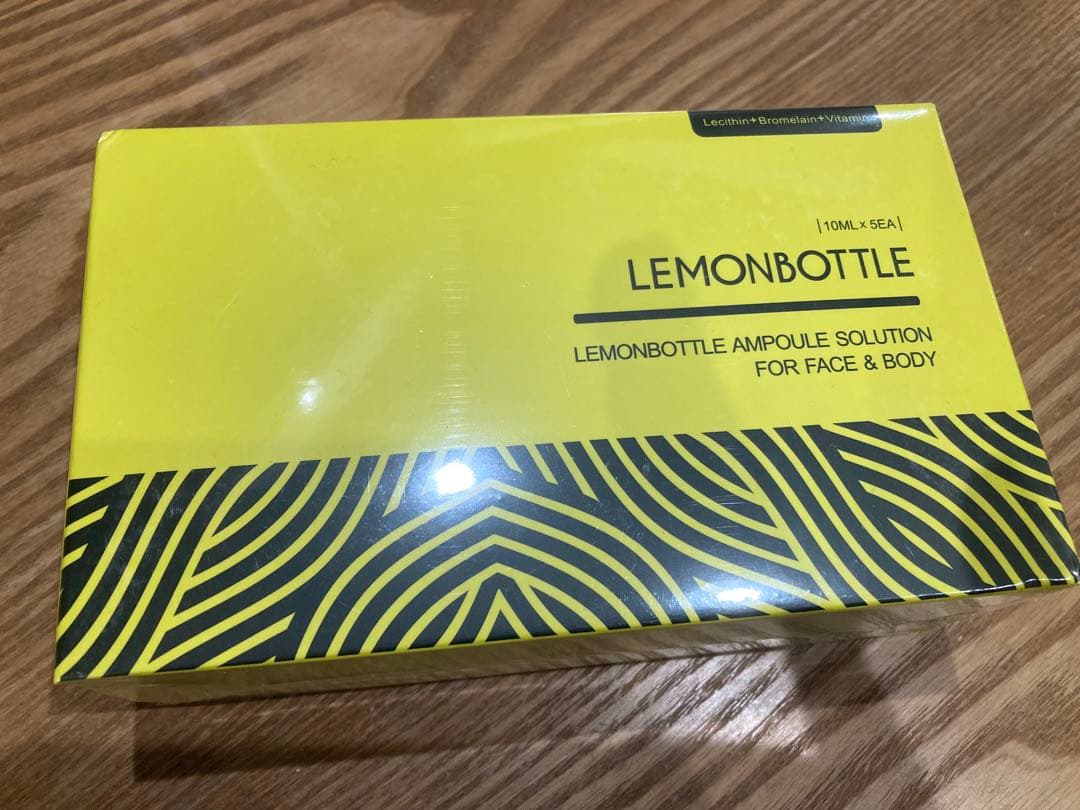 Lecithin+Bromelain+Vitamin
|10ML x 5EA|
LEMONBOTTLE
LEMONBOTTLE AMPOULE SOLUTION
FOR FACE & BODY